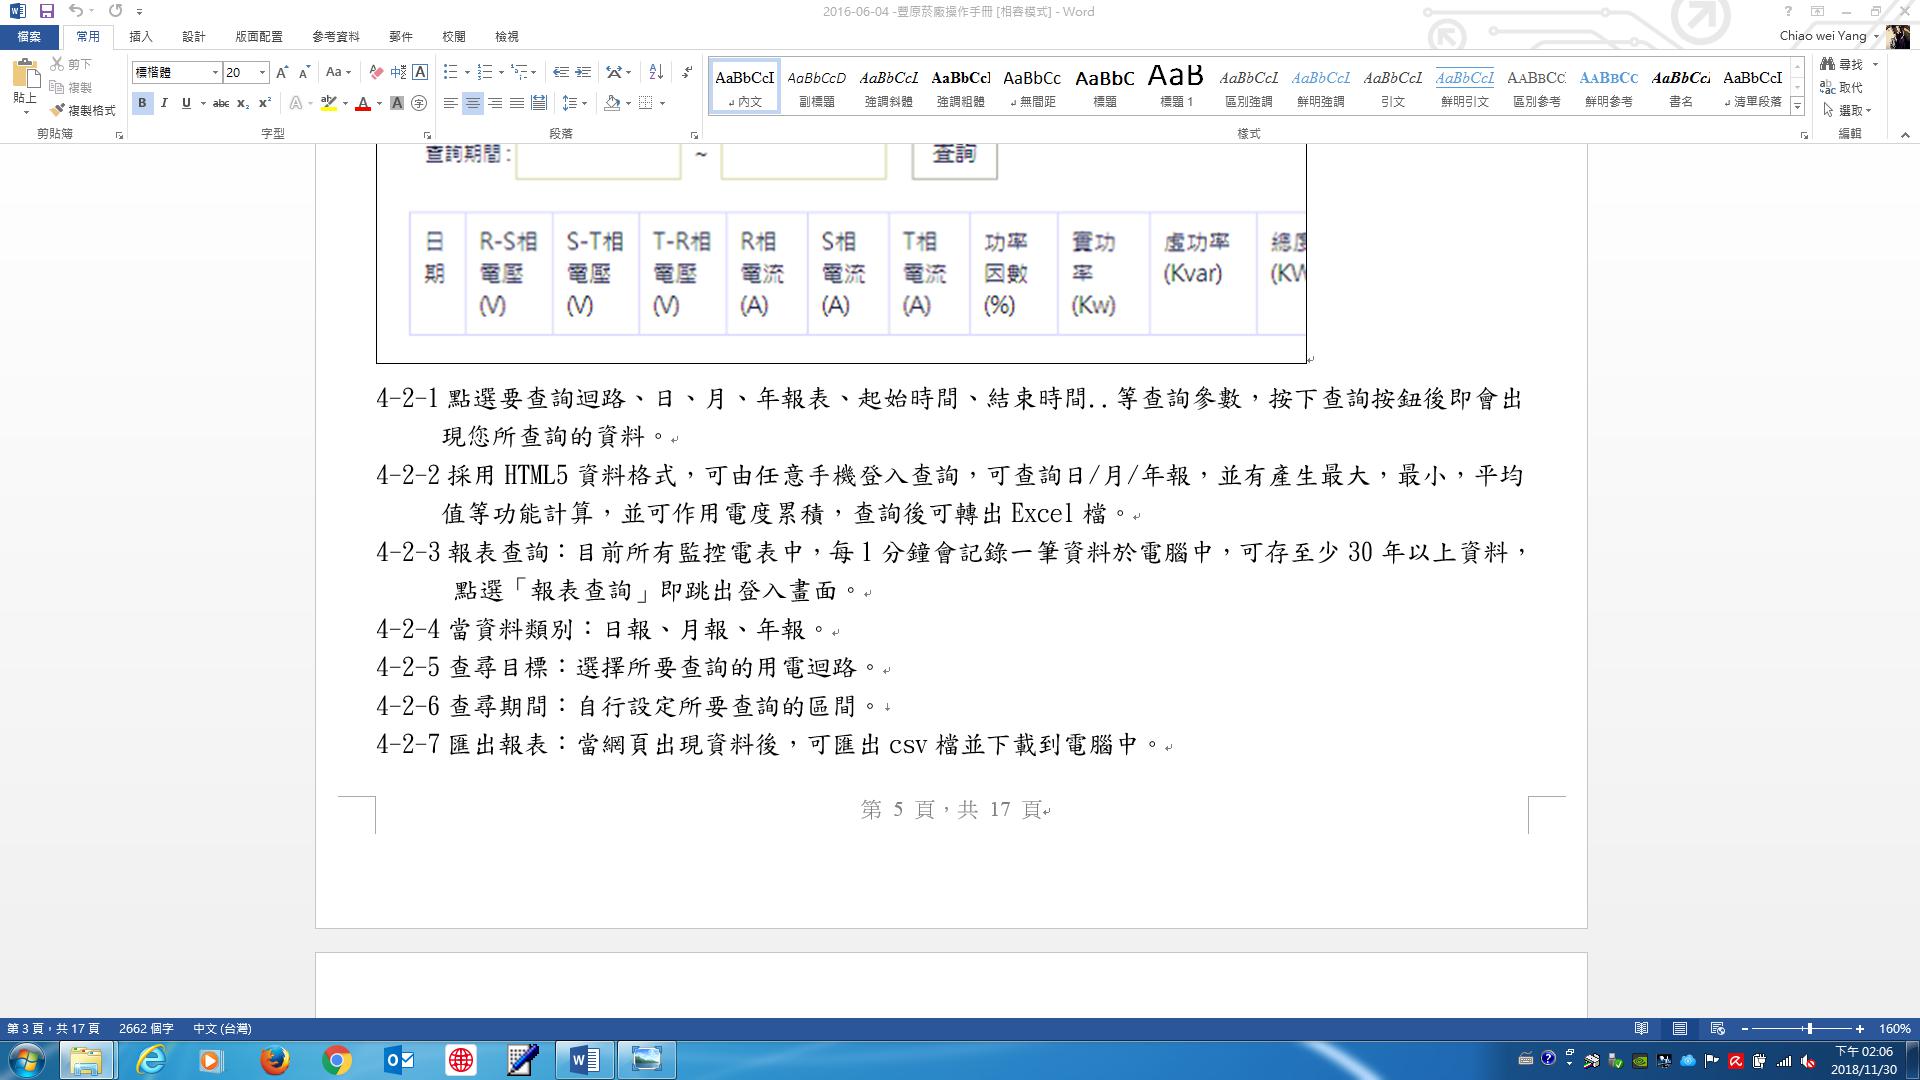 2016-06-04 -豐原菸廠操作手冊 [相容模式] - Word
檔案 常用 插入 設計 版面配置 參考資料 郵件 校閱 檢視 Chiao wei Yang
貼上 剪下 複製 複製格式 剪貼簿
標楷體 20 字型
段落
AaBbCcI AaBbCcD AaBbCcL AaBbCcI AaBbCc AaBbC AaB AaBbCcL AaBbCcL AaBbCcL AaBbCcL AABBCC AABBCC AaBbCcL AaBbCcI
內文 副標題 強調斜體 強調粗體 無間距 標題 標題 1 區別強調 鮮明強調 引文 鮮明引文 區別參考 鮮明參考 書名 清單段落
樣式
尋找 取代 選取 編輯
查詢期間: ~ 查詢
日期 R-S相電壓(V) S-T相電壓(V) T-R相電壓(V) R相電流(A) S相電流(A) T相電流(A) 功率因數(%) 實功率(Kw) 虛功率(Kvar)
4-2-1 點選要查詢迴路、日、月、年報表、起始時間、結束時間..等查詢參數，按下查詢按鈕後即會出
現您所查詢的資料。
4-2-2 採用 HTML5 資料格式，可由任意手機登入查詢，可查詢日/月/年報，並有產生最大，最小，平均
值等功能計算，並可作用電度累積，查詢後可轉出 Excel 檔。
4-2-3 報表查詢：目前所有監控電表中，每 1 分鐘會記錄一筆資料於電腦中，可存至少 30 年以上資料，
點選「報表查詢」即跳出登入畫面。
4-2-4 當資料類別：日報、月報、年報。
4-2-5 查尋目標：選擇所要查詢的用電迴路。
4-2-6 查尋期間：自行設定所要查詢的區間。
4-2-7 匯出報表：當網頁出現資料後，可匯出 csv 檔並下載到電腦中。
第 5 頁，共 17 頁
第 3 頁，共 17 頁 2662 個字 中文 (台灣) 160%
下午 02:06
2018/11/30